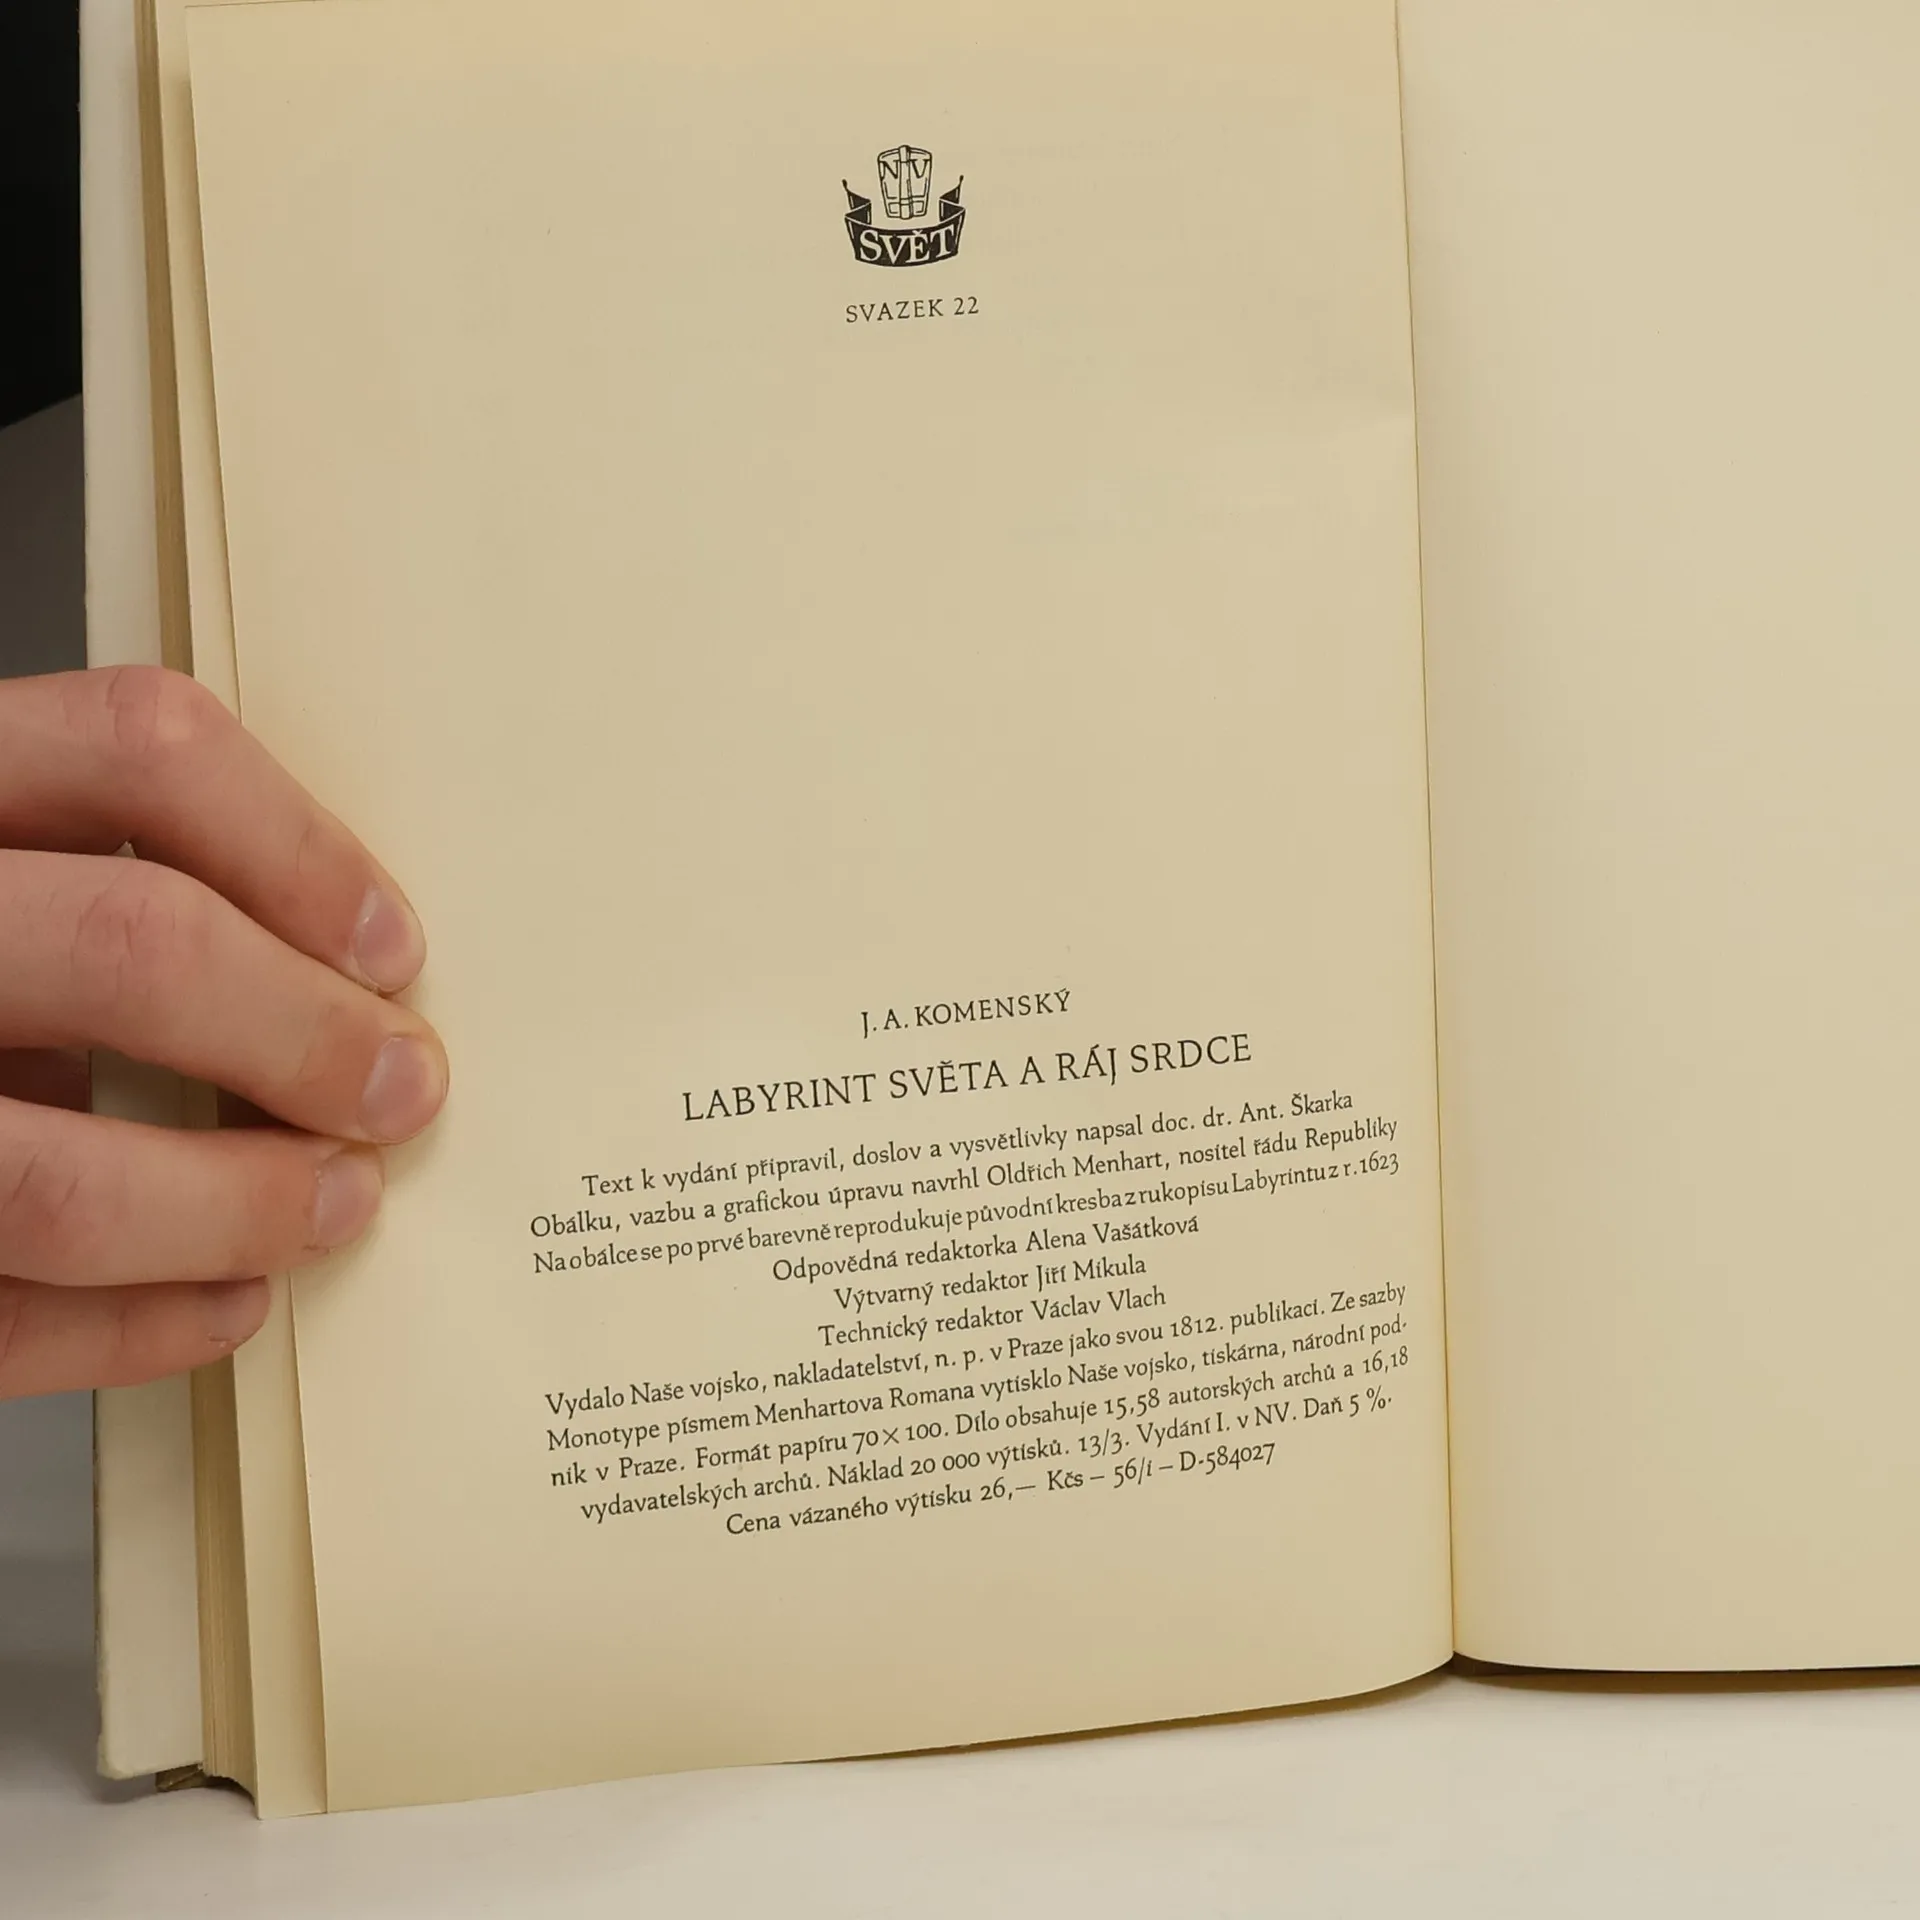 NV
SVĚT
SVAZEK 22
J. A. KOMENSKÝ
LABYRINT SVĚTA A RÁJ SRDCE
Text k vydání připravil, doslov a vysvětlivky napsal doc. dr. Ant. Škarka
Obálku, vazbu a grafickou úpravu navrhl Oldřich Menhart, nositel řádu Republiky
Na obálce se po prvé barevně reprodukuje původní kresba z rukopisu Labyrintu z r. 1623
Odpovědná redaktorka Alena Vašátková
Výtvarný redaktor Jiří Mikula
Technický redaktor Václav Vlach
Vydalo Naše vojsko, nakladatelství, n. p. v Praze jako svou 1812. publikaci. Ze sazby
Monotype písmem Menhartova Romana vytisklo Naše vojsko, tiskárna, národní pod-
nik v Praze. Formát papíru 70 × 100. Dílo obsahuje 15,58 autorských archů a 16,18
vydavatelských archů. Náklad 20 000 výtisků. 13/3. Vydání I. v NV. Daň 5 %.
Cena vázaného výtisku 26,— Kčs – 56/i – D-584027